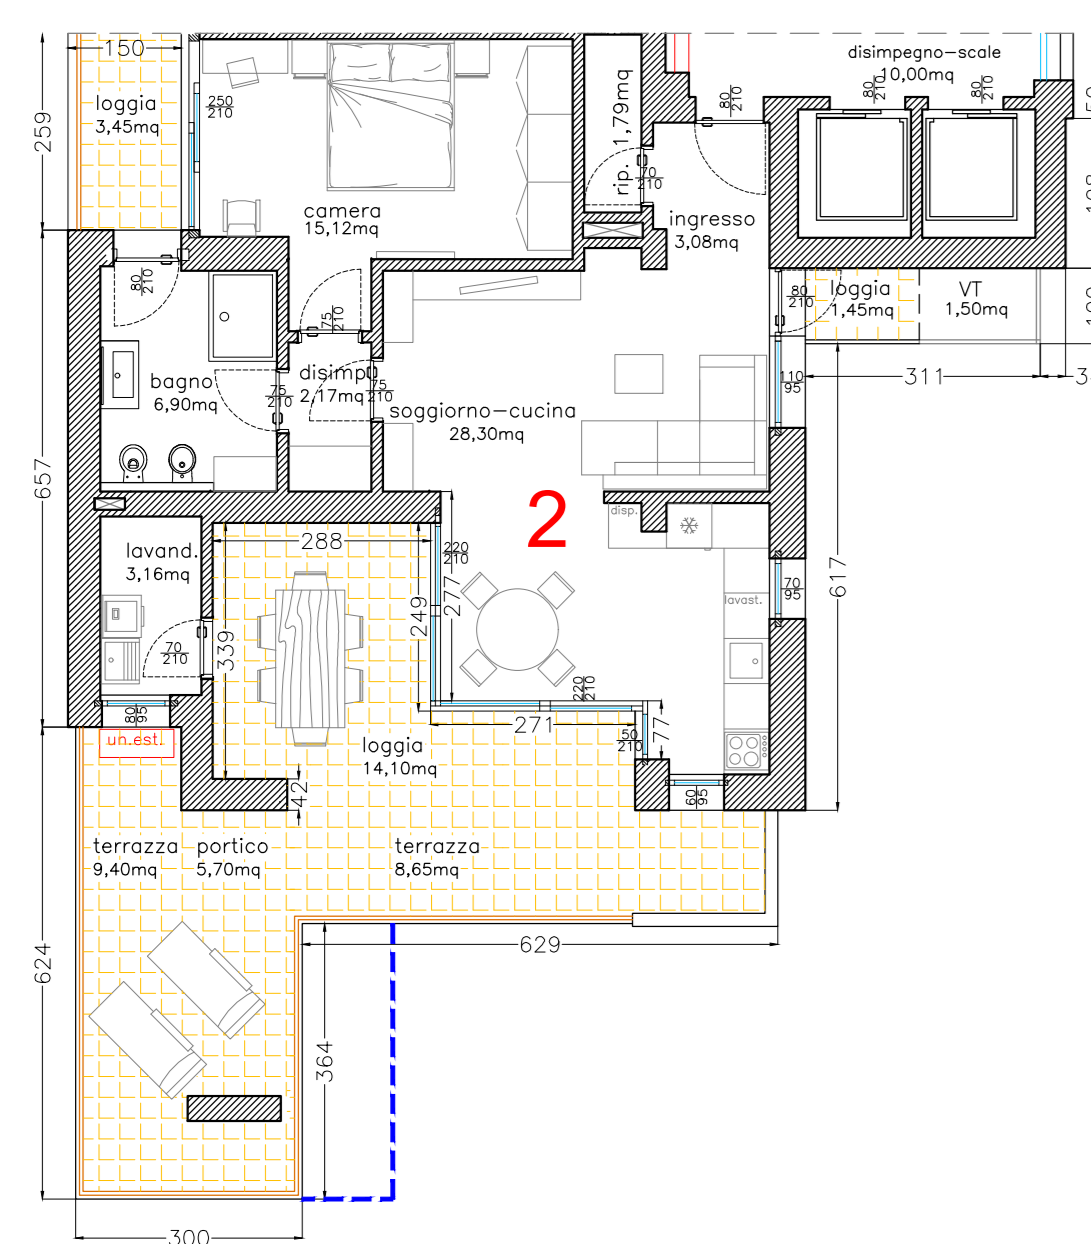 150
disimpegno-scale
10,00mq
80
210
80
210
80
210
259
loggia
3,45mq
250
210
rip. 1,79mq
70
210
camera
15,12mq
ingresso
3,08mq
80
210
80
210
loggia
1,45mq
VT
1,50mq
75
210
311
110
95
bagno
6,90mq
75
210
disimp.
2,17mq
75
210
soggiorno-cucina
28,30mq
657
2
disp.
288
220
210
277
249
339
617
lavand.
3,16mq
70
95
lavast.
70
210
80
95
un.est.
220
210
271
50
210
77
loggia
14,10mq
42
60
95
terrazza
9,40mq
portico
5,70mq
terrazza
8,65mq
629
624
364
300